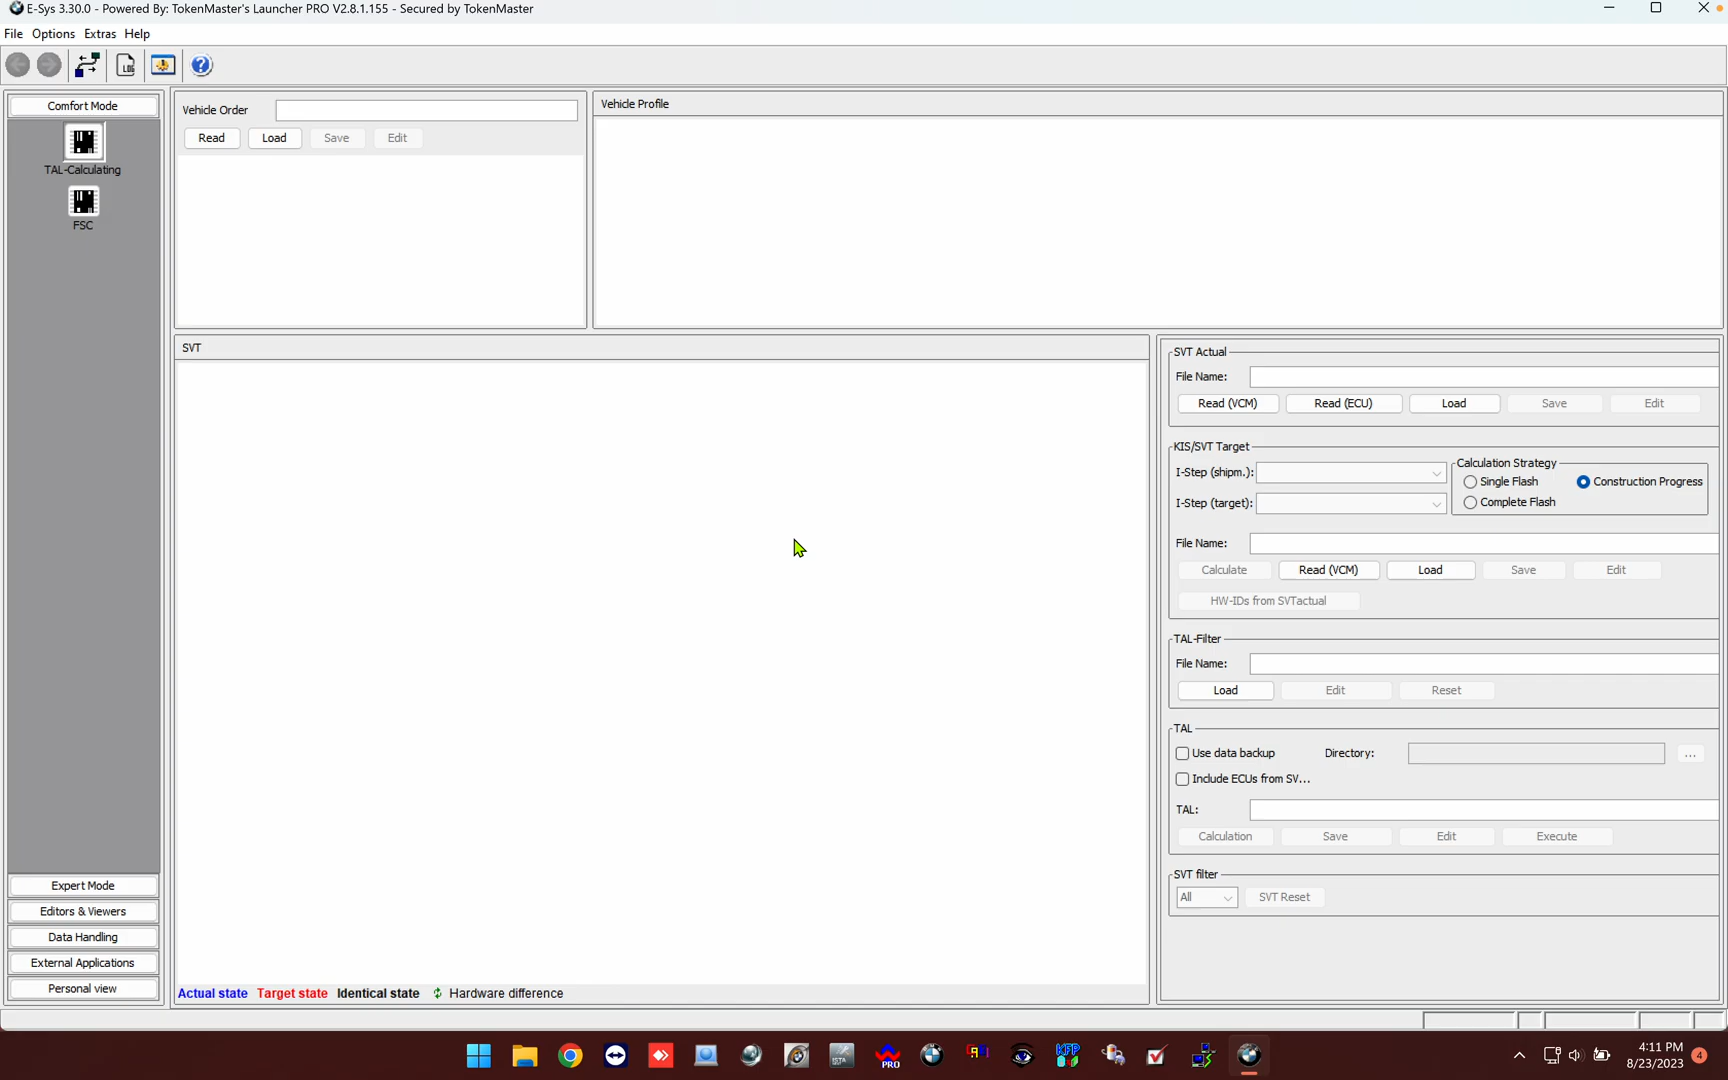 E-Sys 3.30.0 - Powered By: TokenMaster's Launcher PRO V2.8.1.155 - Secured by TokenMaster
File Options Extras Help
LOG
Comfort Mode
TAL-Calculating
FSC
Expert Mode
Editors & Viewers
Data Handling
External Applications
Personal view
Vehicle Order
Read Load Save Edit
Vehicle Profile
SVT
Actual state Target state Identical state Hardware difference
SVT Actual
File Name:
Read (VCM) Read (ECU) Load Save Edit
KIS/SVT Target
I-Step (shipm.):
I-Step (target):
Calculation Strategy
Single Flash Construction Progress
Complete Flash
File Name:
Calculate Read (VCM) Load Save Edit
HW-IDs from SVTactual
TAL-Filter
File Name:
Load Edit Reset
TAL
Use data backup Directory: ...
Include ECUs from SV...
TAL:
Calculation Save Edit Execute
SVT filter
All SVT Reset
ISTA
PRO
KFP
4:11 PM
8/23/2023
4